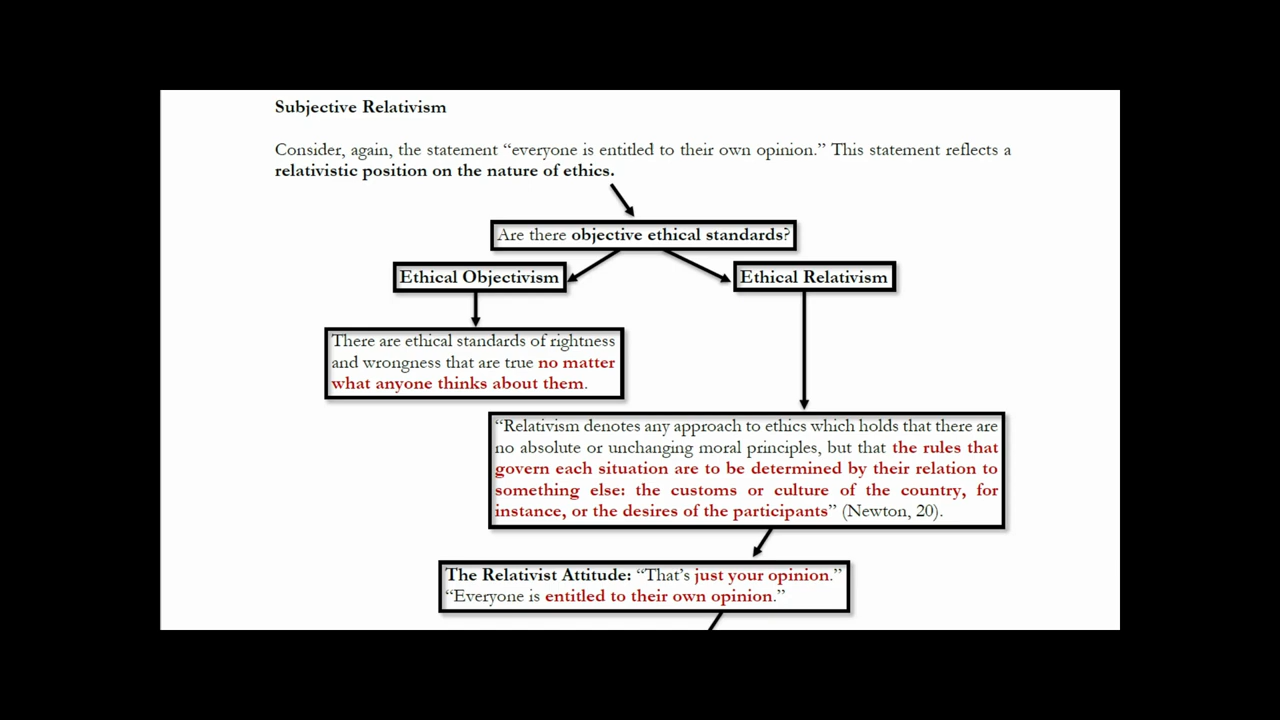 Subjective Relativism
Consider, again, the statement “everyone is entitled to their own opinion.” This statement reflects a
relativistic position on the nature of ethics.
Are there objective ethical standards?
Ethical Objectivism
Ethical Relativism
There are ethical standards of rightness
and wrongness that are true no matter
what anyone thinks about them.
“Relativism denotes any approach to ethics which holds that there are
no absolute or unchanging moral principles, but that the rules that
govern each situation are to be determined by their relation to
something else: the customs or culture of the country, for
instance, or the desires of the participants” (Newton, 20).
The Relativist Attitude: “That’s just your opinion.”
“Everyone is entitled to their own opinion.”